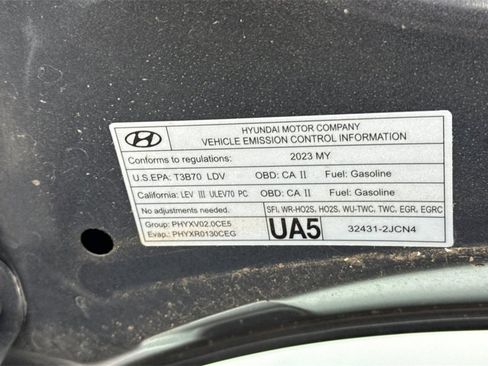 HYUNDAI MOTOR COMPANY
VEHICLE EMISSION CONTROL INFORMATION
Conforms to regulations: 2023 MY
U.S.EPA: T3B70 LDV OBD: CA II Fuel: Gasoline
California: LEV III ULEV70 PC OBD: CA II Fuel: Gasoline
No adjustments needed. SFI, WR-HO2S, HO2S, WU-TWC, TWC, EGR, EGRC
Group: PHYXV02.0CE5
Evap.: PHYXR0130CEG
UA5 32431-2JCN4